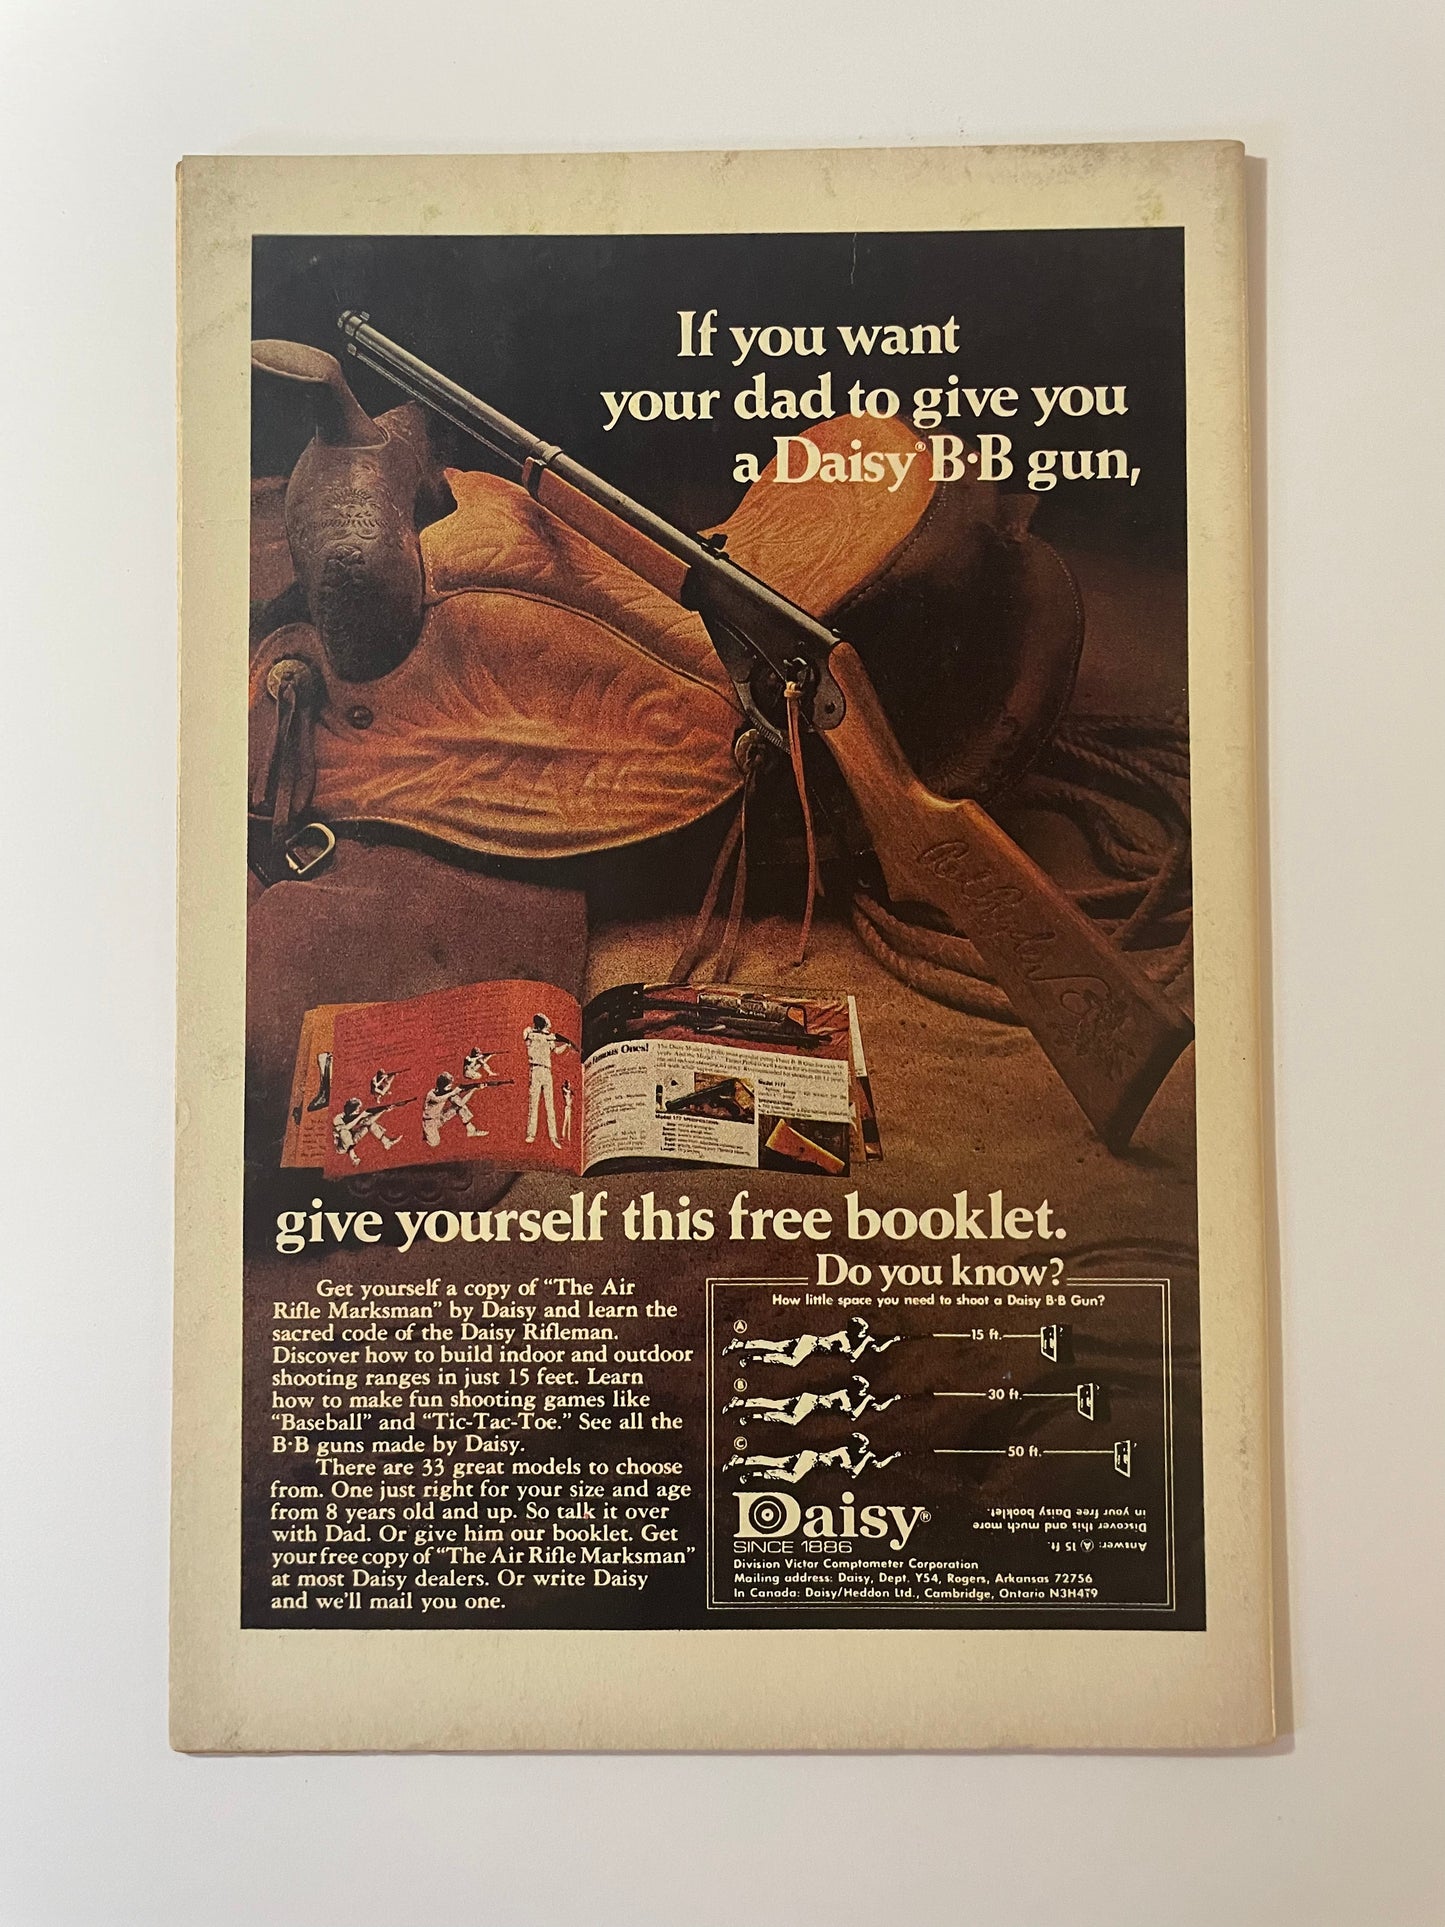 If you want
your dad to give you
a Daisy® B·B gun,
Red Ryder
Famous Ones!
give yourself this free booklet.
Get yourself a copy of “The Air
Rifle Marksman” by Daisy and learn the
sacred code of the Daisy Rifleman.
Discover how to build indoor and outdoor
shooting ranges in just 15 feet. Learn
how to make fun shooting games like
“Baseball” and “Tic-Tac-Toe.” See all the
B·B guns made by Daisy.
There are 33 great models to choose
from. One just right for your size and age
from 8 years old and up. So talk it over
with Dad. Or give him our booklet. Get
your free copy of “The Air Rifle Marksman”
at most Daisy dealers. Or write Daisy
and we'll mail you one.
Do you know?
How little space you need to shoot a Daisy B·B Gun?
A 15 ft.
B 30 ft.
C 50 ft.
Daisy®
SINCE 1886
Answer: A 15 ft.
Discover this and much more
in your free Daisy booklet.
Division Victor Comptometer Corporation
Mailing address: Daisy, Dept. Y54, Rogers, Arkansas 72756
In Canada: Daisy/Heddon Ltd., Cambridge, Ontario N3H4T9